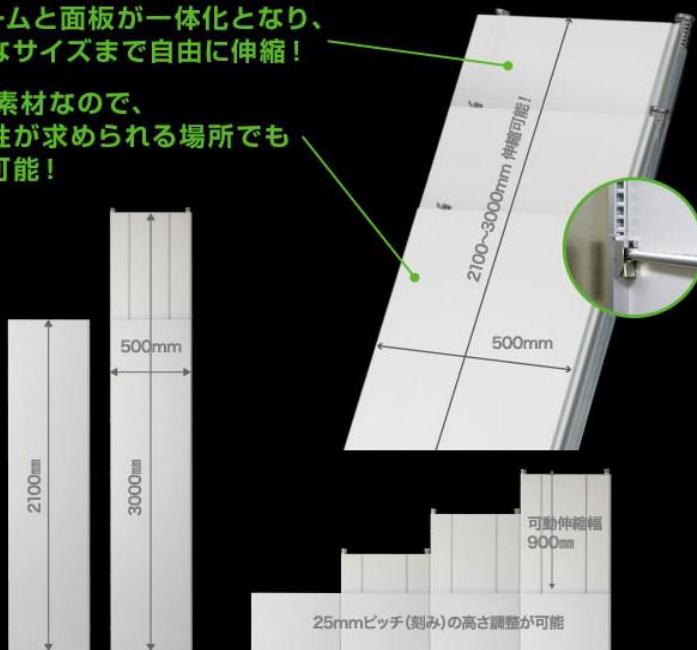 ームと面板が一体化となり、
なサイズまで自由に伸縮!
素材なので、
性が求められる場所でも
可能!
2100~3000mm 伸縮可能!
500mm
500mm
2100mm
3000mm
可動伸縮幅
900mm
25mmピッチ(刻み)の高さ調整が可能